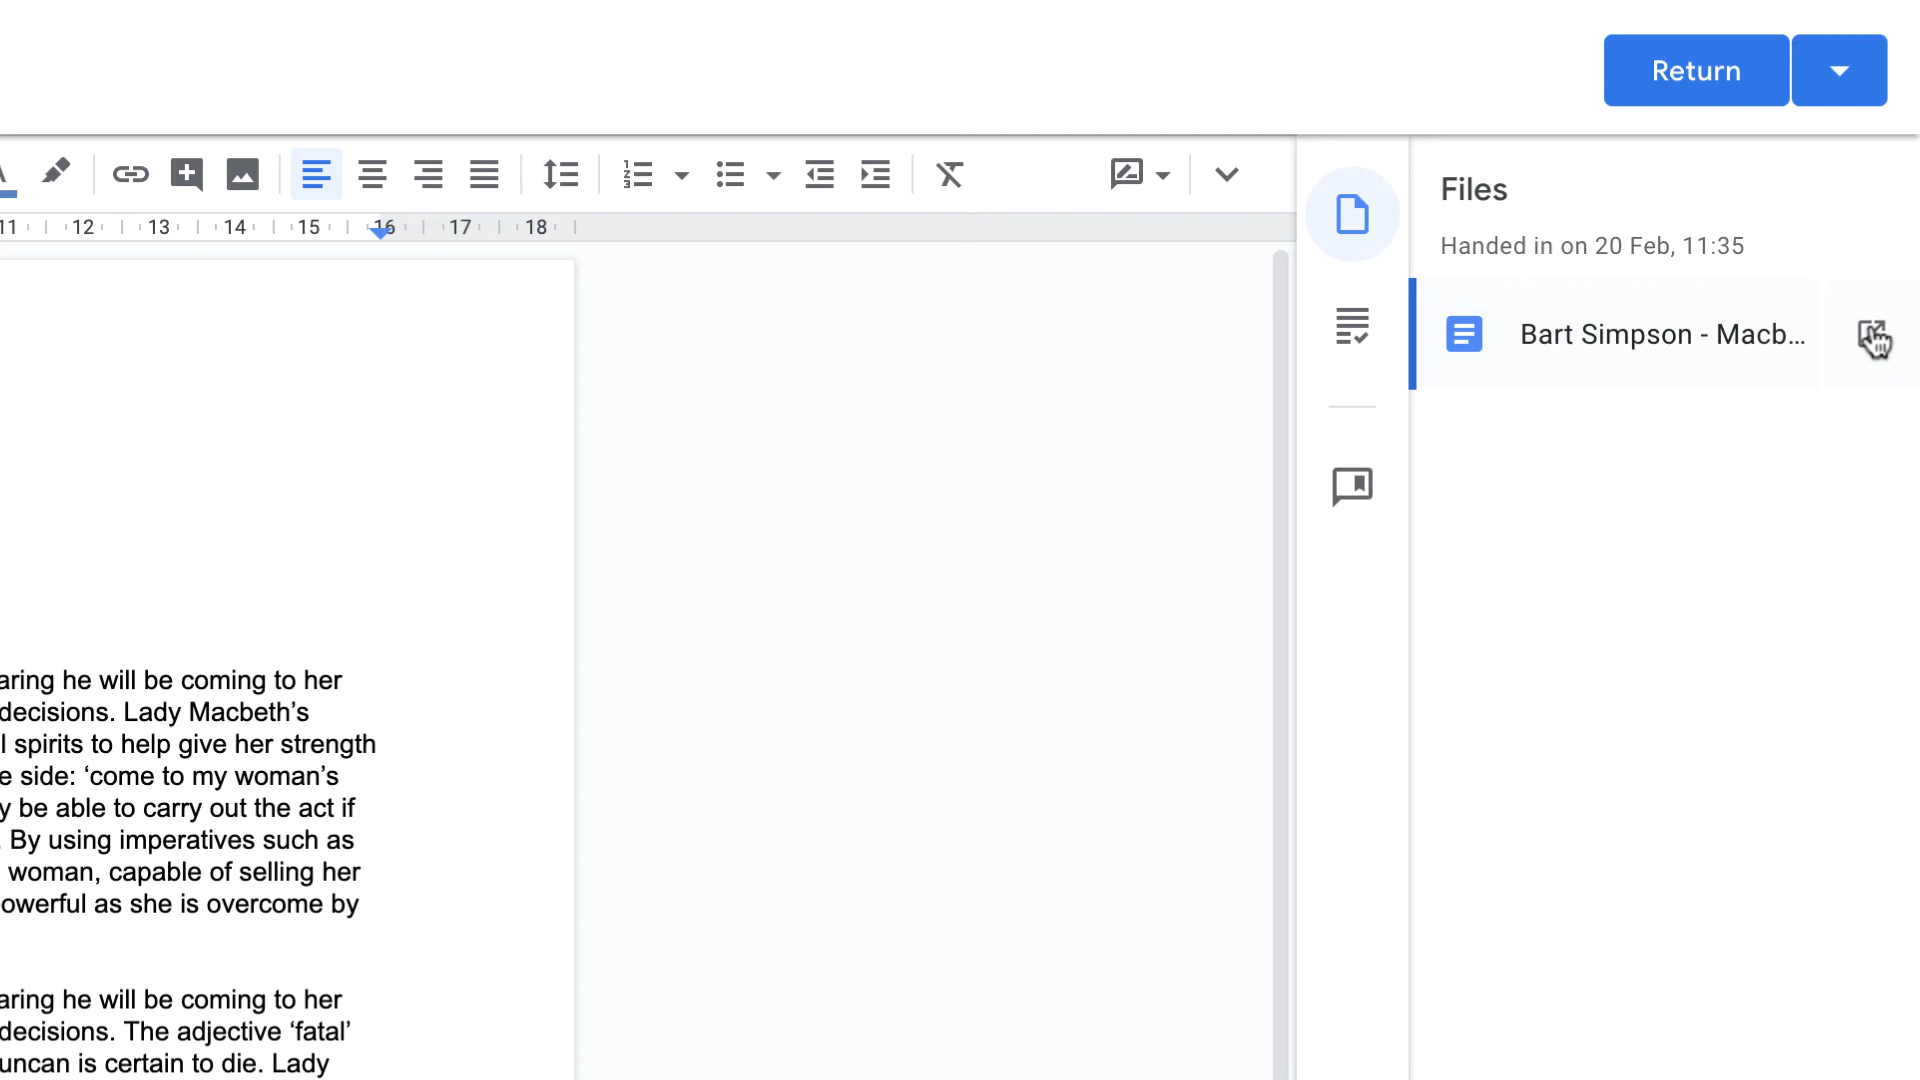 Return
11 12 13 14 15 16 17 18
Files
Handed in on 20 Feb, 11:35
Bart Simpson - Macb...
aring he will be coming to her
decisions. Lady Macbeth’s
l spirits to help give her strength
e side: ‘come to my woman’s
y be able to carry out the act if
. By using imperatives such as
woman, capable of selling her
owerful as she is overcome by
aring he will be coming to her
decisions. The adjective ‘fatal’
uncan is certain to die. Lady